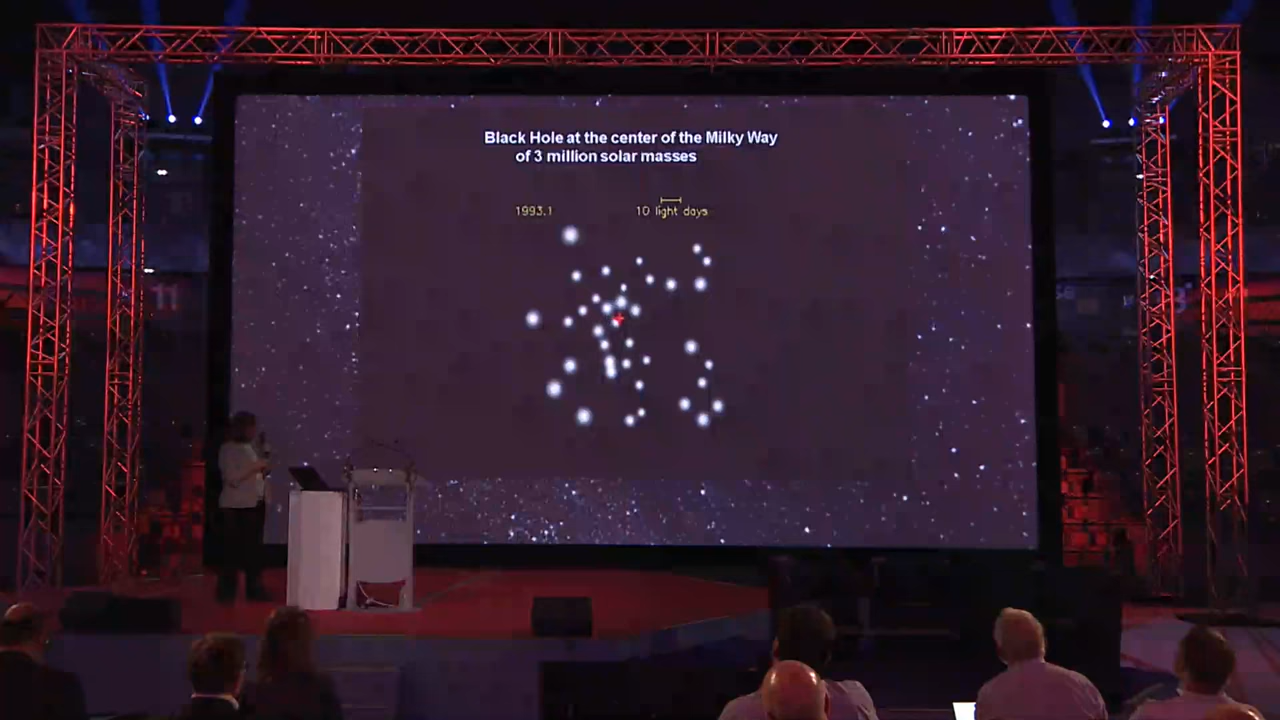 Black Hole at the center of the Milky Way
of 3 million solar masses
1993.1
10 light days
11